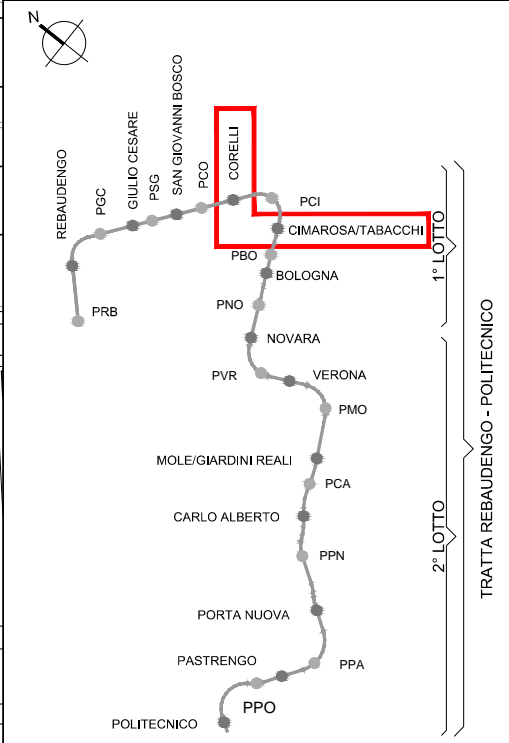 N
REBAUDENGO
PGC
GIULIO CESARE
PSG
SAN GIOVANNI BOSCO
PCO
CORELLI
PCI
CIMAROSA/TABACCHI
PBO
BOLOGNA
PRB
PNO
NOVARA
PVR
VERONA
PMO
MOLE/GIARDINI REALI
PCA
CARLO ALBERTO
PPN
PORTA NUOVA
PASTRENGO
PPA
PPO
POLITECNICO
1° LOTTO
2° LOTTO
TRATTA REBAUDENGO - POLITECNICO